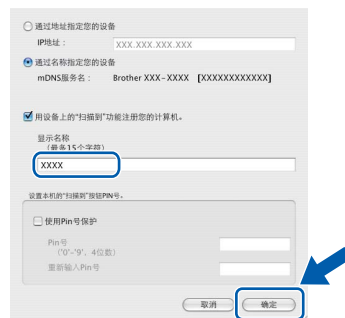 通过地址指定您的设备
IP地址： XXX.XXX.XXX.XXX
通过名称指定您的设备
mDNS服务名： Brother XXX-XXXX [XXXXXXXXXXXX]
用设备上的"扫描到"功能注册您的计算机。
显示名称
（最多15个字符）
XXXX
设置本机的"扫描到"按钮PIN号。
使用Pin号保护
Pin号
（'0'-'9'，4位数）
重新输入Pin号
取消 确定